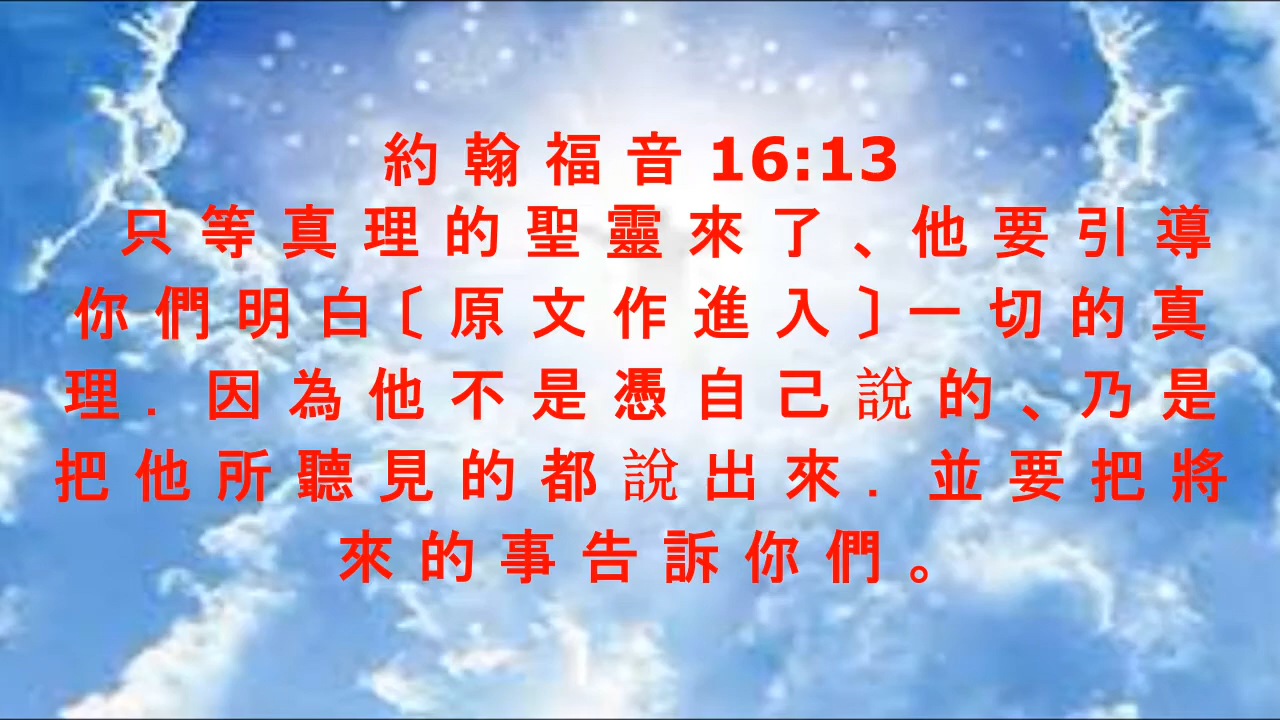 約翰福音 16:13
只等真理的聖靈來了、他要引導
你們明白〔原文作進入〕一切的真
理．因為他不是憑自己說的、乃是
把他所聽見的都說出來．並要把將
來的事告訴你們。